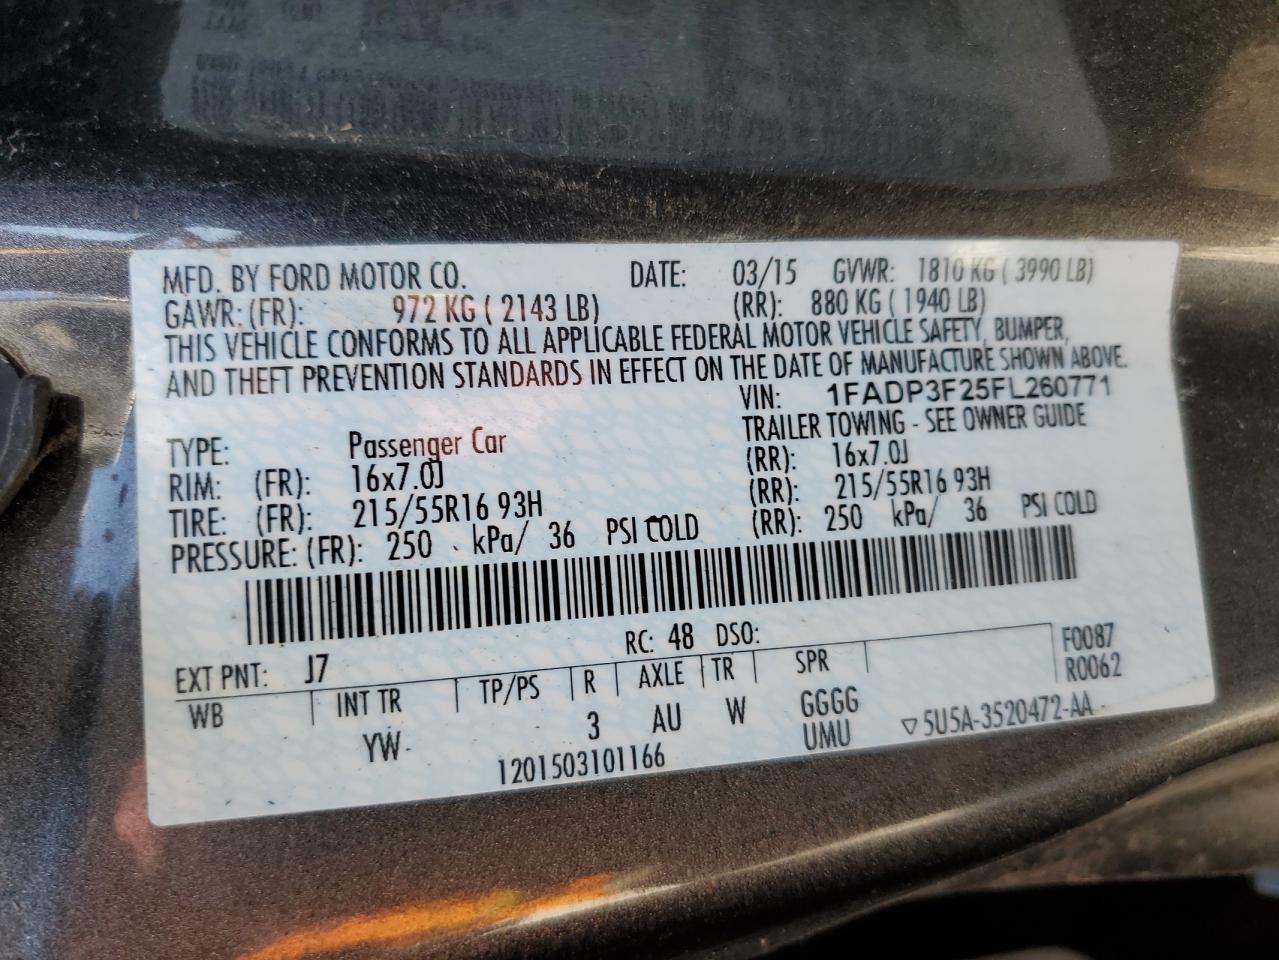 MFD. BY FORD MOTOR CO. DATE: 03/15 GVWR: 1810 KG ( 3990 LB)
GAWR: (FR): 972 KG ( 2143 LB) (RR): 880 KG ( 1940 LB)
THIS VEHICLE CONFORMS TO ALL APPLICABLE FEDERAL MOTOR VEHICLE SAFETY, BUMPER,
AND THEFT PREVENTION STANDARDS IN EFFECT ON THE DATE OF MANUFACTURE SHOWN ABOVE.
VIN: 1FADP3F25FL260771
TYPE: Passenger Car TRAILER TOWING - SEE OWNER GUIDE
RIM: (FR): 16x7.0J (RR): 16x7.0J
TIRE: (FR): 215/55R16 93H (RR): 215/55R16 93H
PRESSURE: (FR): 250 kPa/ 36 PSI COLD (RR): 250 kPa/ 36 PSI COLD
EXT PNT: J7 RC: 48 DSO: F0087
R0062
WB INT TR TP/PS R AXLE TR SPR
YW 3 AU W GGGG
UMU
1201503101166 ▽5U5A-3520472-AA